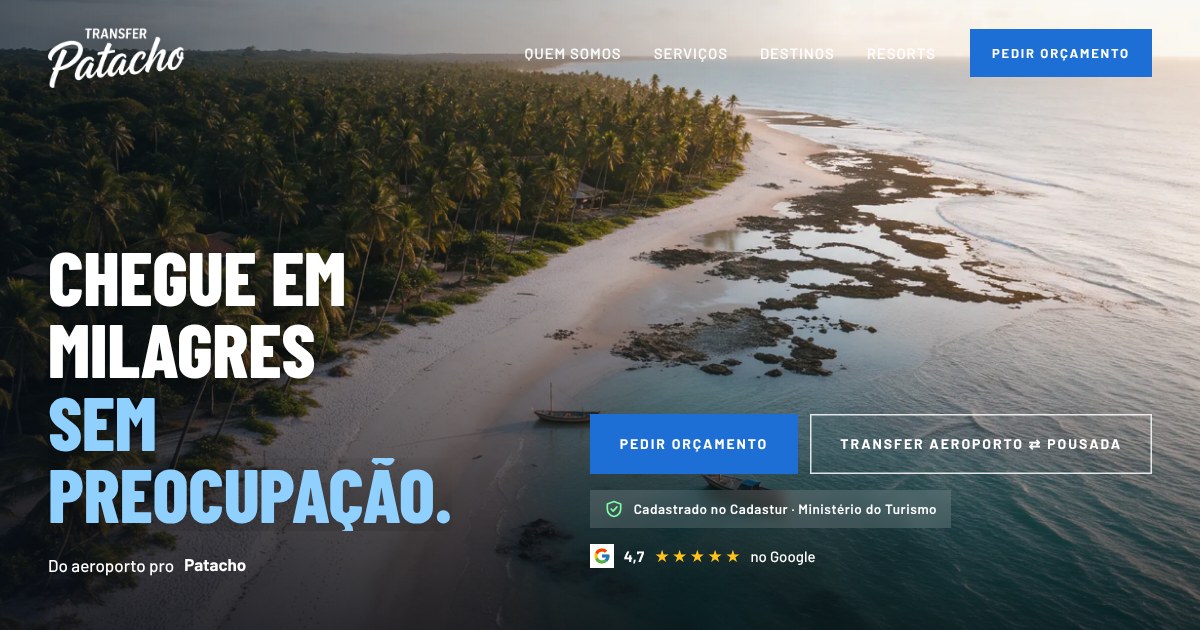 TRANSFER
Patacho
QUEM SOMOS
SERVIÇOS
DESTINOS
RESORTS
PEDIR ORÇAMENTO
CHEGUE EM
MILAGRES
SEM
PREOCUPAÇÃO.
Do aeroporto pro Patacho
PEDIR ORÇAMENTO
TRANSFER AEROPORTO ⇄ POUSADA
Cadastrado no Cadastur · Ministério do Turismo
G 4,7 ★★★★★ no Google